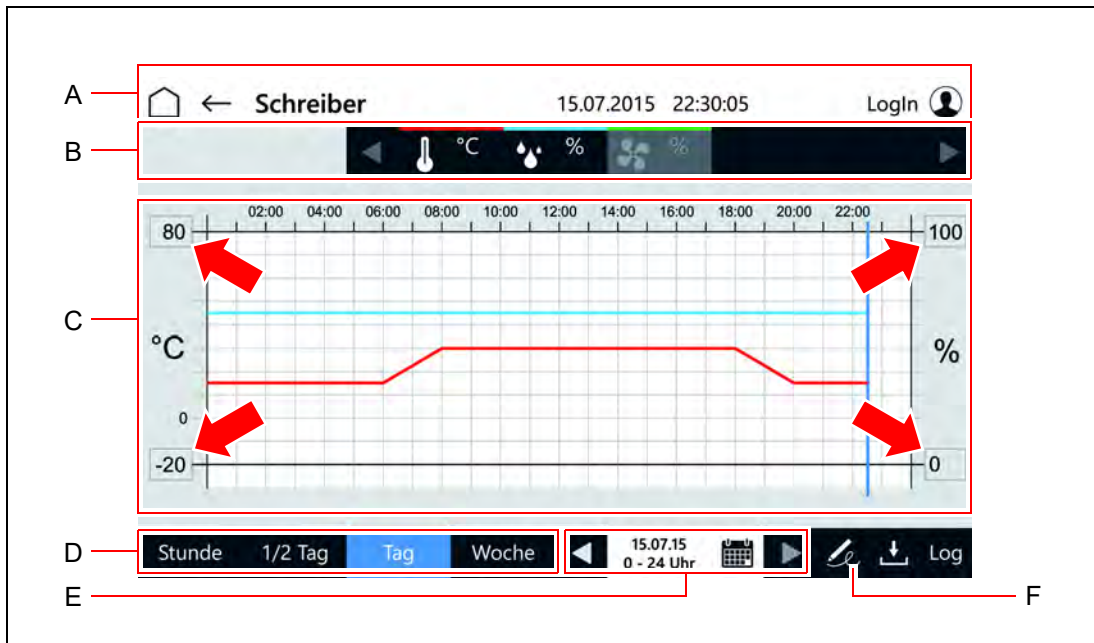 A
Schreiber 15.07.2015 22:30:05 LogIn
B
°C % %
02:00 04:00 06:00 08:00 10:00 12:00 14:00 16:00 18:00 20:00 22:00
80 100
C
°C %
0
-20 0
D
Stunde 1/2 Tag Tag Woche 15.07.15 Log
0 - 24 Uhr
E F